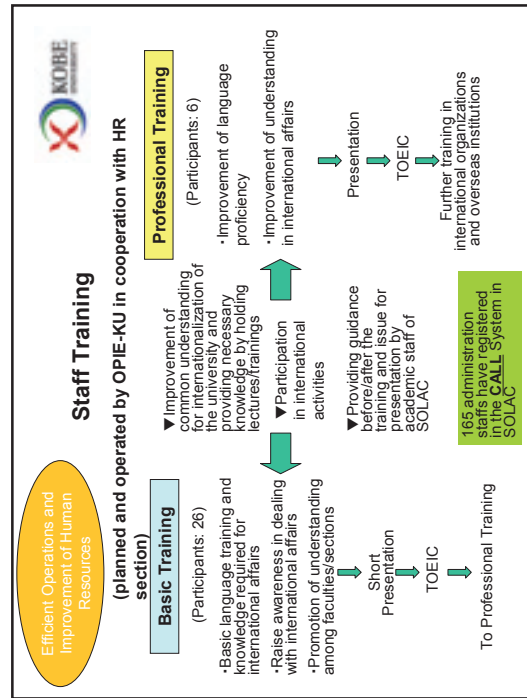 Efficient Operations and
Improvement of Human
Resources
KOBE
UNIVERSITY
Staff Training
(planned and operated by OPIE-KU in cooperation with HR
section)
Basic Training
(Participants: 26)
・Basic language training and
knowledge required for
international affairs
・Raise awareness in dealing
with international affairs
・Promotion of understanding
among faculties/sections
Short
Presentation
TOEIC
To Professional Training
▼Improvement of
common understanding
for internationalization of
the university and
providing necessary
knowledge by holding
lectures/trainings
▼Participation
in international
activities
▼Providing guidance
before/after the
training and issue for
presentation by
academic staff of
SOLAC
165 administration
staffs have registered
in the CALL System in
SOLAC
Professional Training
(Participants: 6)
・Improvement of language
proficiency
・Improvement of understanding
in international affairs
Presentation
TOEIC
Further training in
international organizations
and overseas institutions